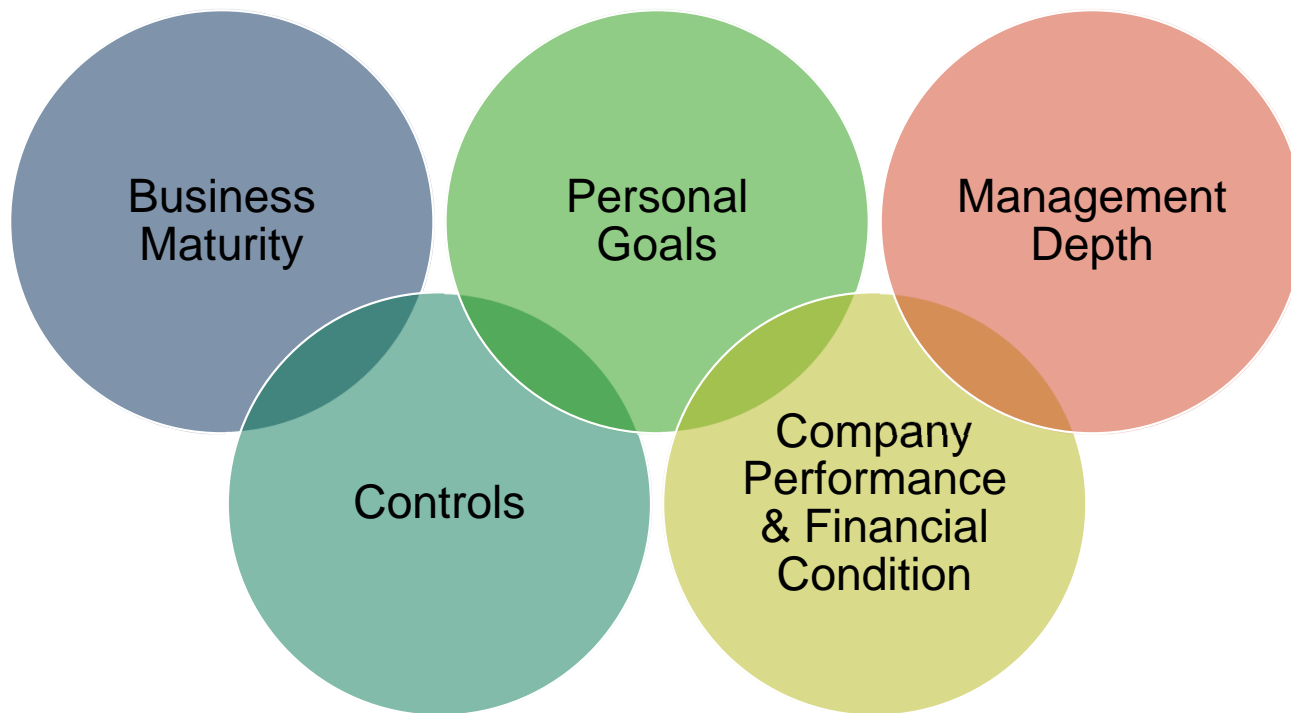 Business
Maturity
Personal
Goals
Management
Depth
Controls
Company
Performance
& Financial
Condition